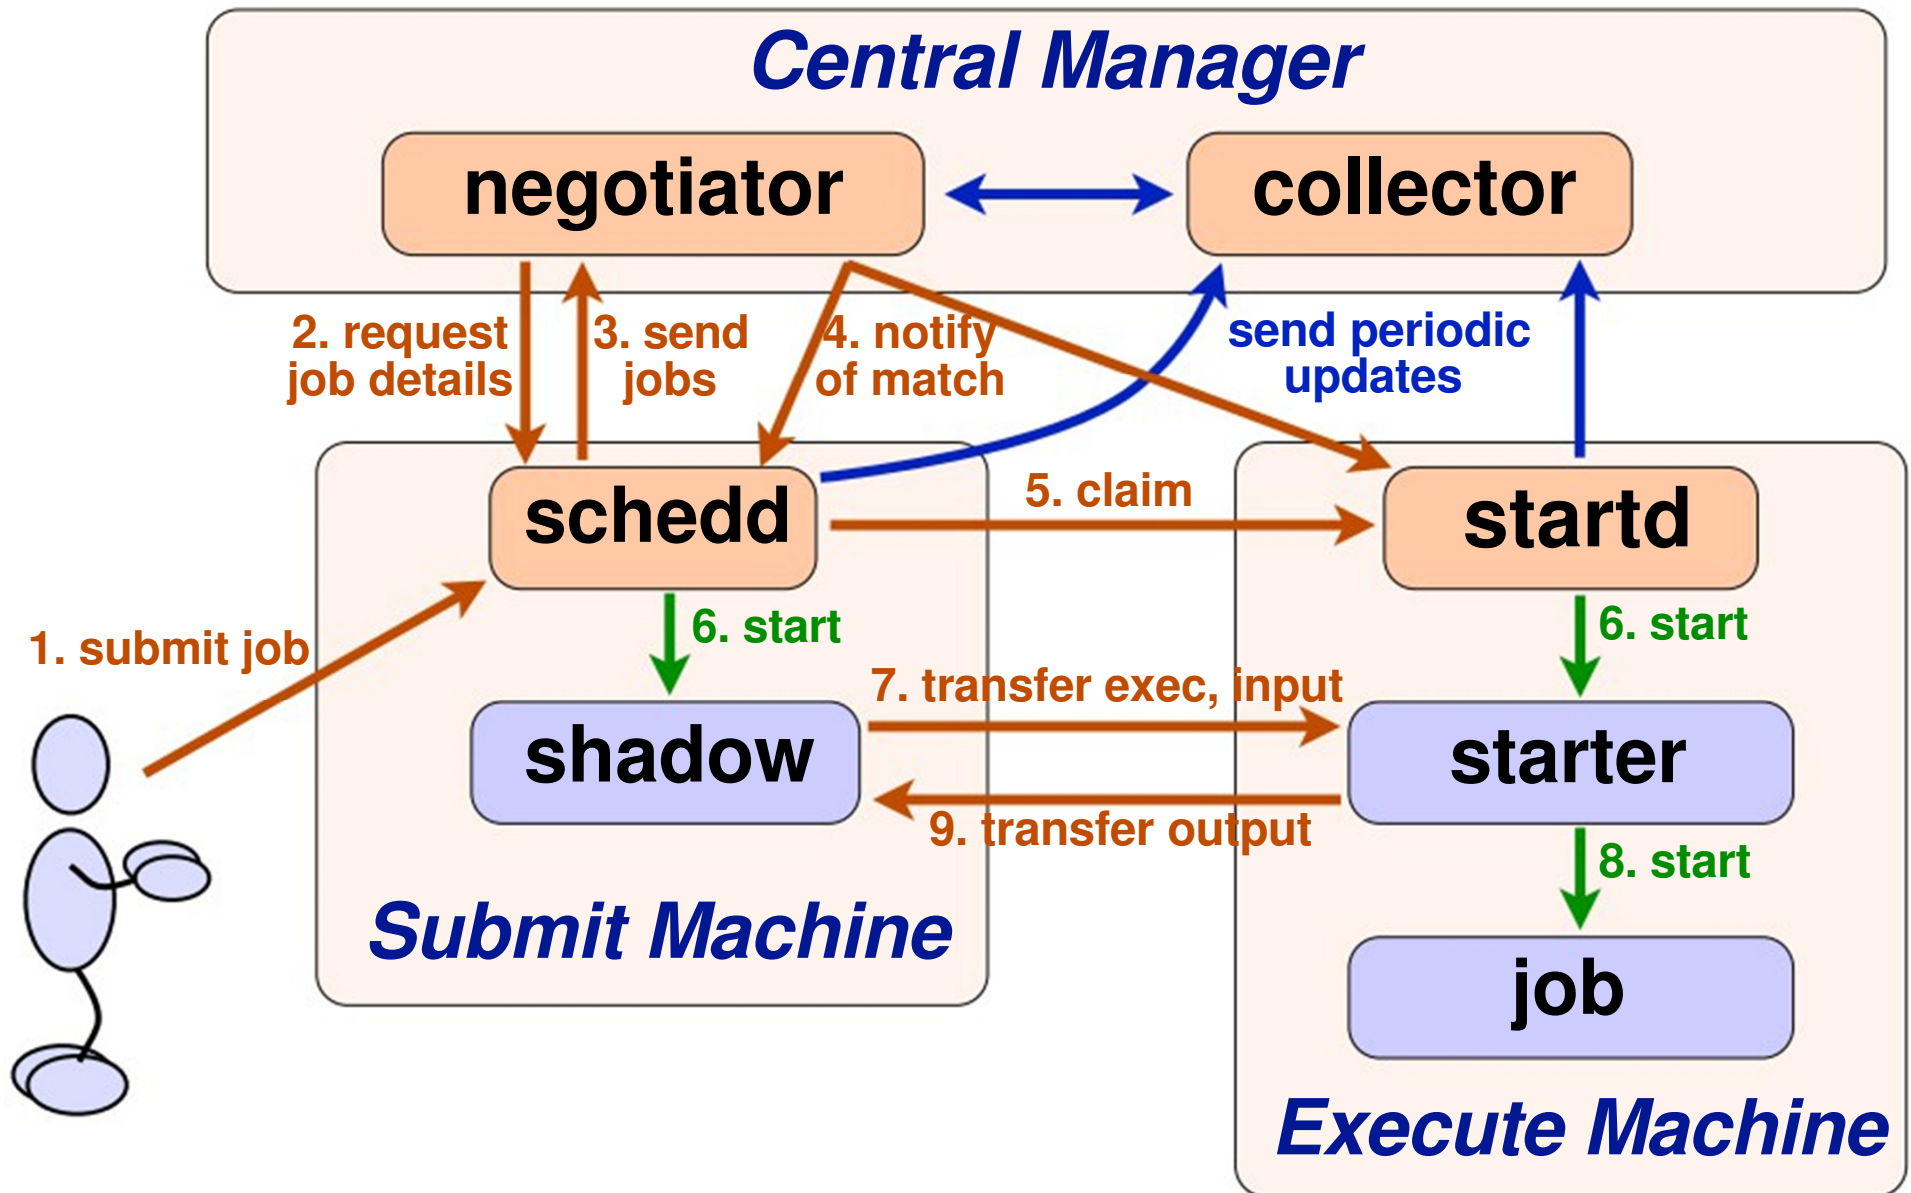 Central Manager
negotiator
collector
2. request
job details
3. send
jobs
4. notify
of match
send periodic
updates
schedd
5. claim
startd
1. submit job
6. start
6. start
7. transfer exec, input
shadow
starter
9. transfer output
8. start
Submit Machine
job
Execute Machine